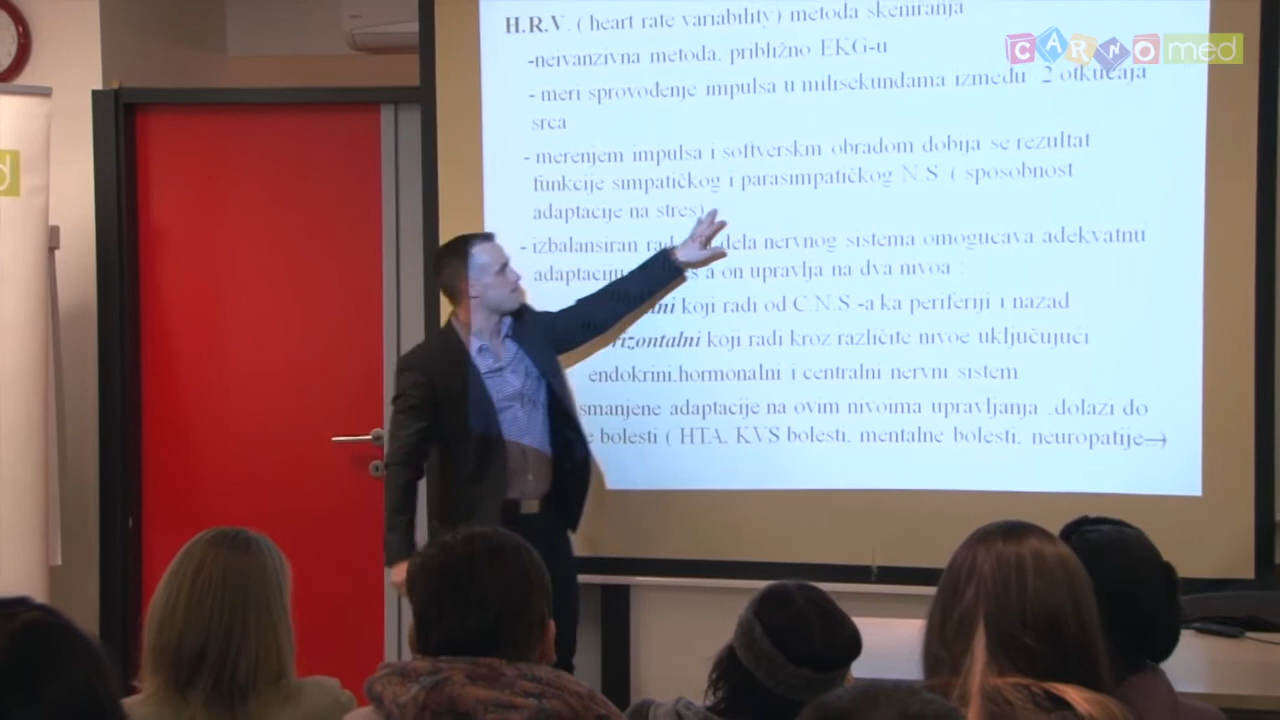 H.R.V. ( heart rate variability) metoda skeniranja
CARNOmed
-neivanzivna metoda, približno EKG-u
- meri sprovođenje impulsa u milisekundama između 2 otkucaja
srca
- merenjem impulsa i softverskm obradom dobija se rezultat
funkcije simpatičkog i parasimpatičkog N.S ( sposobnost
adaptacije na stres)
- izbalansiran rad dela nervnog sistema omogućava adekvatnu
adaptaciju a on upravlja na dva nivoa :
koji radi od C.N.S -a ka periferiji i nazad
rizontalni koji radi kroz različite nivoe uključujući
endokrini,hormonalni i centralni nervni sistem
smanjene adaptacije na ovim nivoima upravljanja ,dolazi do
e bolesti ( HTA, KVS bolesti, mentalne bolesti, neuropatije→)
d